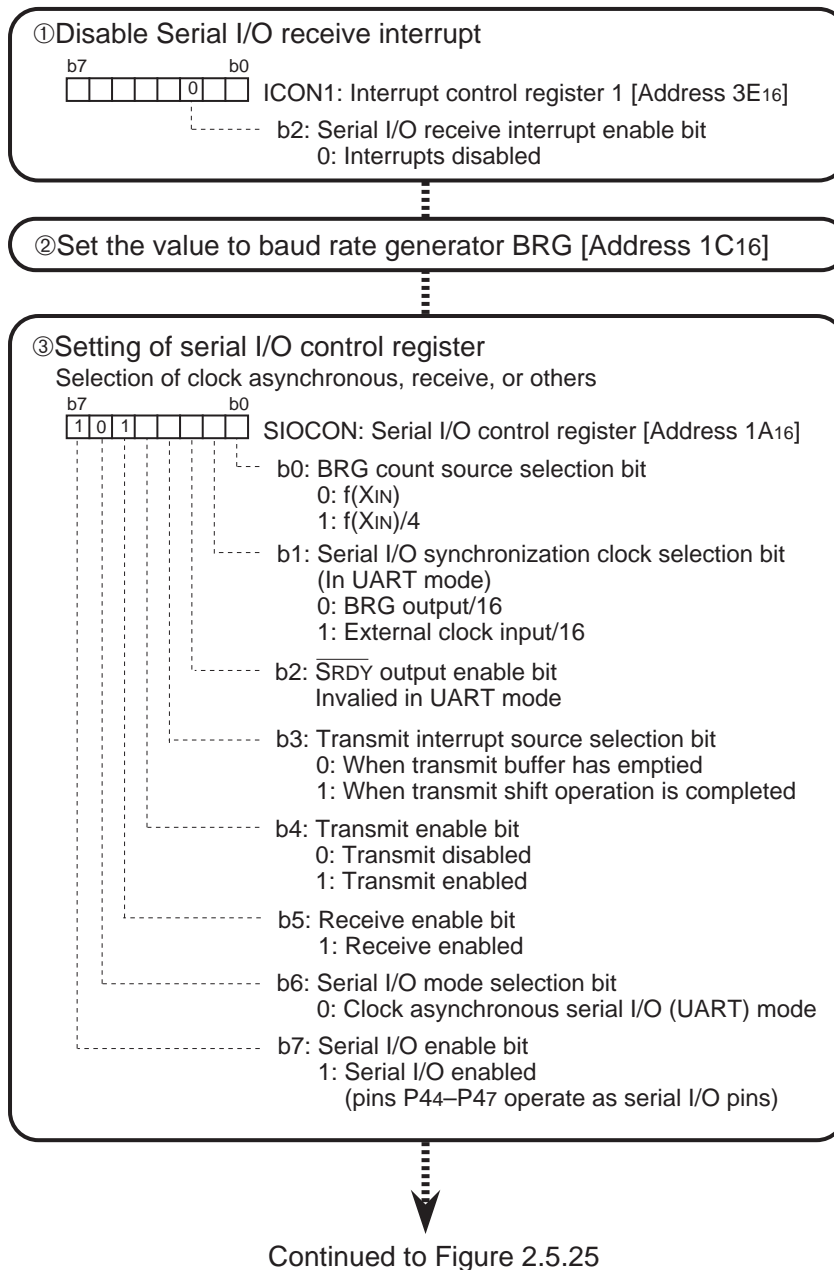 ①Disable Serial I/O receive interrupt
b7 b0
0 ICON1: Interrupt control register 1 [Address 3E16]
b2: Serial I/O receive interrupt enable bit
0: Interrupts disabled
②Set the value to baud rate generator BRG [Address 1C16]
③Setting of serial I/O control register
Selection of clock asynchronous, receive, or others
b7 b0
1 0 1 SIOCON: Serial I/O control register [Address 1A16]
b0: BRG count source selection bit
0: f(XIN)
1: f(XIN)/4
b1: Serial I/O synchronization clock selection bit
(In UART mode)
0: BRG output/16
1: External clock input/16
b2: SRDY output enable bit
Invalied in UART mode
b3: Transmit interrupt source selection bit
0: When transmit buffer has emptied
1: When transmit shift operation is completed
b4: Transmit enable bit
0: Transmit disabled
1: Transmit enabled
b5: Receive enable bit
1: Receive enabled
b6: Serial I/O mode selection bit
0: Clock asynchronous serial I/O (UART) mode
b7: Serial I/O enable bit
1: Serial I/O enabled
(pins P44–P47 operate as serial I/O pins)
Continued to Figure 2.5.25